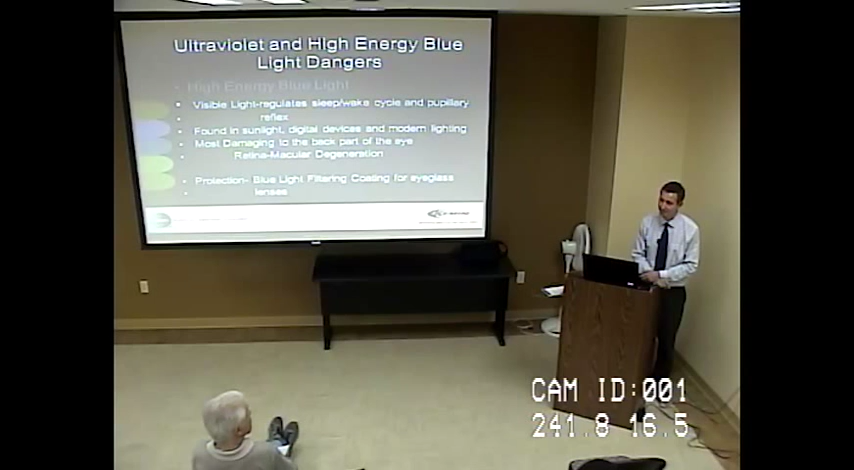 Ultraviolet and High Energy Blue
Light Dangers
High Energy Blue Light
Visible Light-regulates sleep/wake cycle and pupillary
reflex
Found in sunlight, digital devices and modern lighting
Most Damaging to the back part of the eye
Retina-Macular Degeneration
Protection- Blue Light Filtering Coating for eyeglass
lenses
CAM ID:001
241.8 16.5